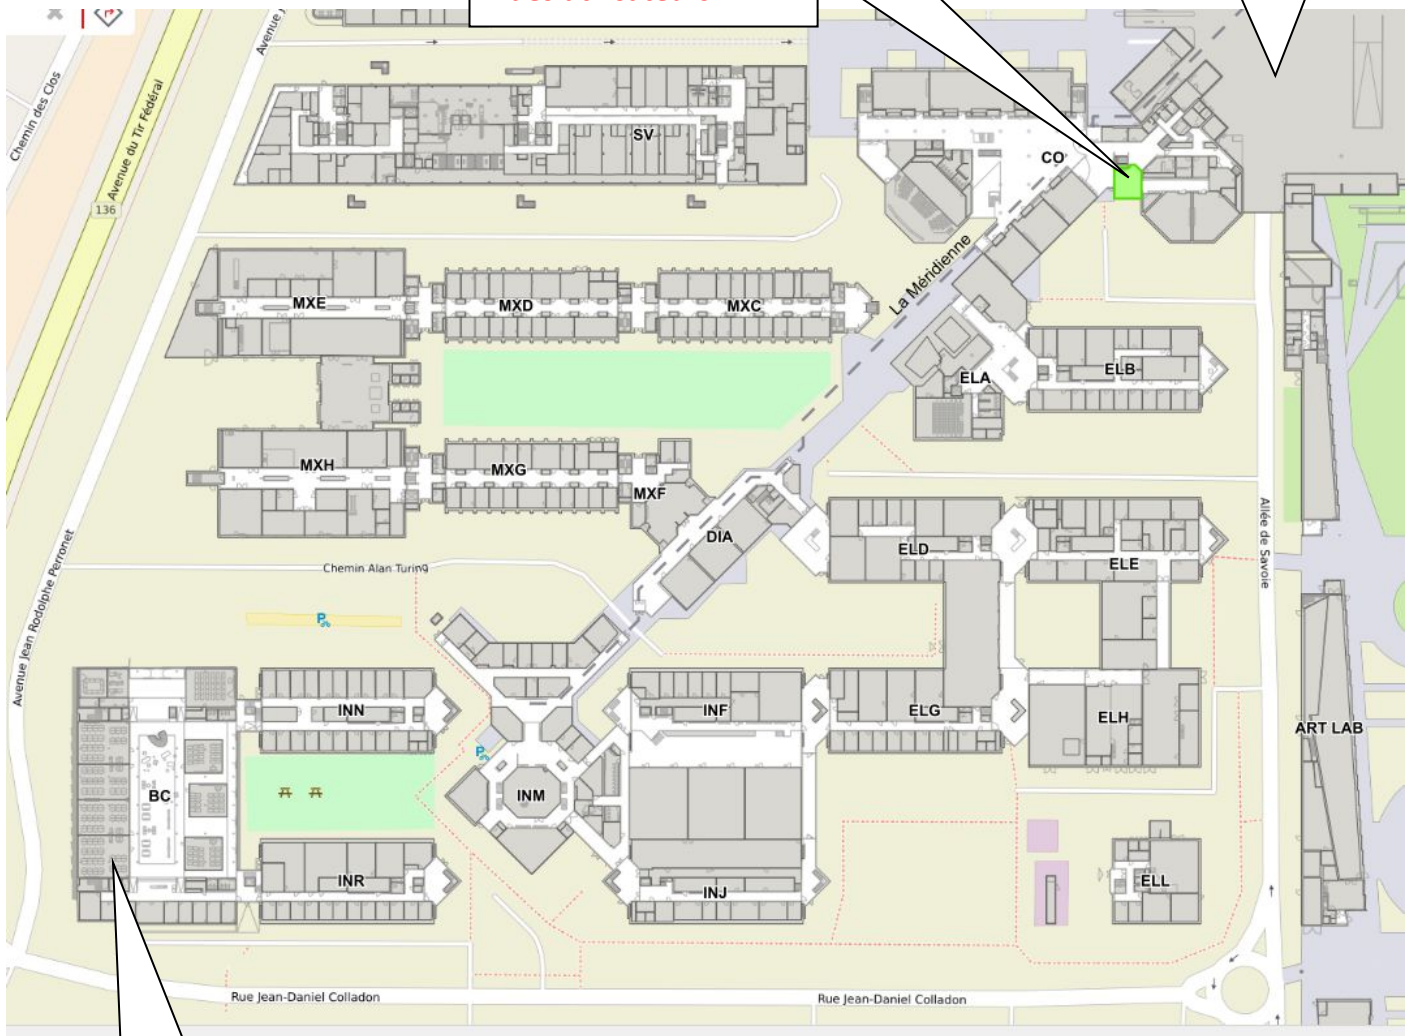 Avenue J
Chemin des Clos
Avenue du Tir Fédéral
136
SV
CO
La Méridienne
MXE
MXD
MXC
ELA
ELB
MXH
MXG
MXF
DIA
ELD
ELE
Allée de Savoie
Chemin Alan Turing
P
Avenue Jean Rodolphe Perronet
INN
INF
ELG
ELH
ART LAB
P
BC
INM
INR
INJ
ELL
Rue Jean-Daniel Colladon
Rue Jean-Daniel Colladon